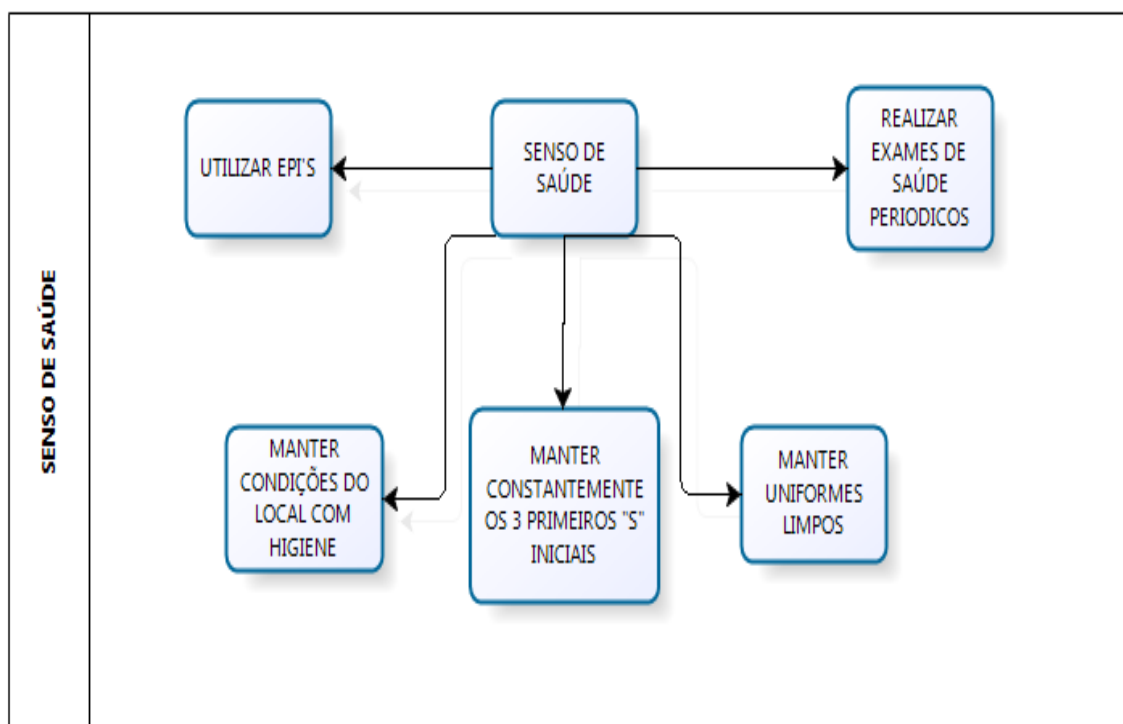 SENSO DE SAÚDE
UTILIZAR EPI'S
SENSO DE
SAÚDE
REALIZAR
EXAMES DE
SAÚDE
PERIODICOS
MANTER
CONDIÇÕES DO
LOCAL COM
HIGIENE
MANTER
CONSTANTEMENTE
OS 3 PRIMEIROS "S"
INICIAIS
MANTER
UNIFORMES
LIMPOS